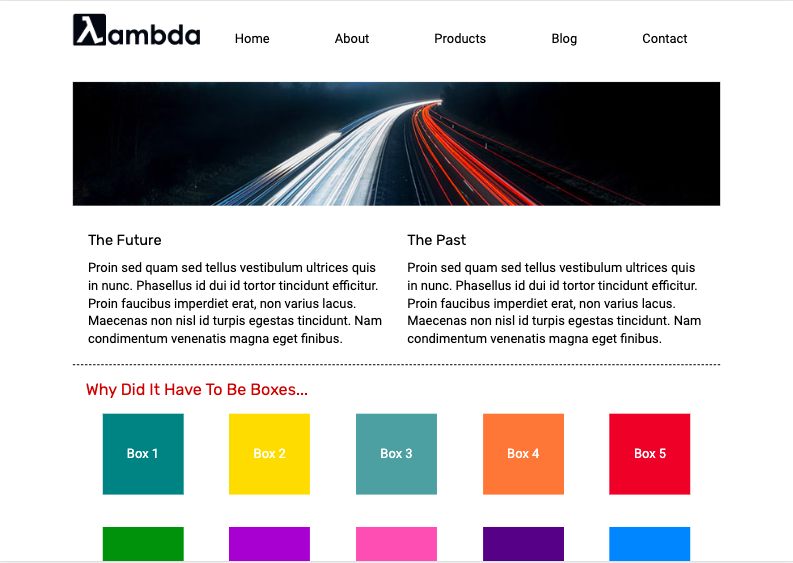 λambda
Home About Products Blog Contact
The Future
Proin sed quam sed tellus vestibulum ultrices quis
in nunc. Phasellus id dui id tortor tincidunt efficitur.
Proin faucibus imperdiet erat, non varius lacus.
Maecenas non nisl id turpis egestas tincidunt. Nam
condimentum venenatis magna eget finibus.
The Past
Proin sed quam sed tellus vestibulum ultrices quis
in nunc. Phasellus id dui id tortor tincidunt efficitur.
Proin faucibus imperdiet erat, non varius lacus.
Maecenas non nisl id turpis egestas tincidunt. Nam
condimentum venenatis magna eget finibus.
Why Did It Have To Be Boxes...
Box 1 Box 2 Box 3 Box 4 Box 5